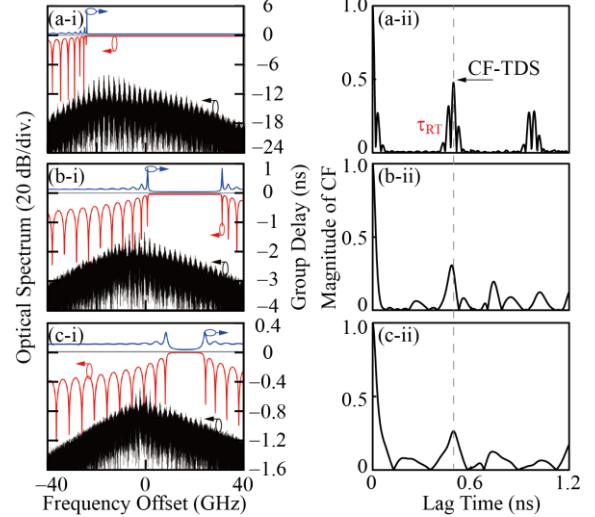 (a-i)
6
0
−6
−12
−18
−24
(a-ii)
1.0
0.5
0
CF-TDS
τRT
(b-i)
1
0
−1
−2
−3
−4
(b-ii)
1.0
0.5
0
(c-i)
0.4
0
−0.4
−0.8
−1.2
−1.6
(c-ii)
1.0
0.5
0
Optical Spectrum (20 dB/div.)
Group Delay (ns)
Magnitude of CF
−40 0 40
Frequency Offset (GHz)
0 0.5 1.2
Lag Time (ns)